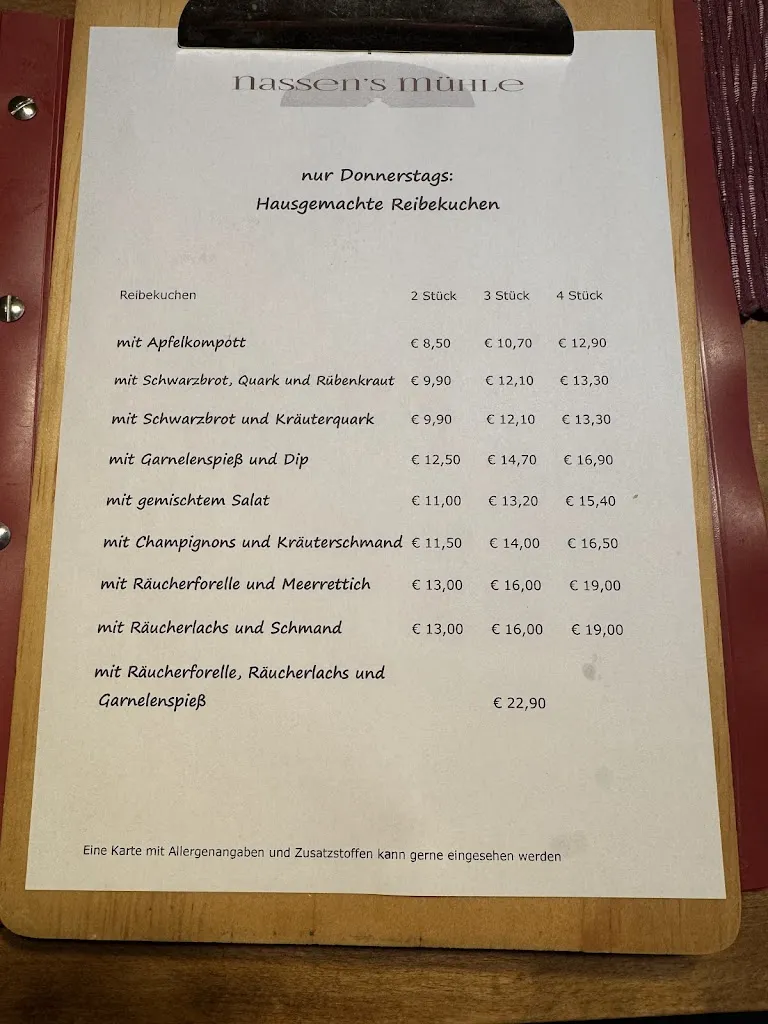 Nassen's Mühle
nur Donnerstags:
Hausgemachte Reibekuchen
Reibekuchen 2 Stück 3 Stück 4 Stück
mit Apfelkompott € 8,50 € 10,70 € 12,90
mit Schwarzbrot, Quark und Rübenkraut € 9,90 € 12,10 € 13,30
mit Schwarzbrot und Kräuterquark € 9,90 € 12,10 € 13,30
mit Garnelenspieß und Dip € 12,50 € 14,70 € 16,90
mit gemischtem Salat € 11,00 € 13,20 € 15,40
mit Champignons und Kräuterschmand € 11,50 € 14,00 € 16,50
mit Räucherforelle und Meerrettich € 13,00 € 16,00 € 19,00
mit Räucherlachs und Schmand € 13,00 € 16,00 € 19,00
mit Räucherforelle, Räucherlachs und
Garnelenspieß € 22,90
Eine Karte mit Allergenangaben und Zusatzstoffen kann gerne eingesehen werden